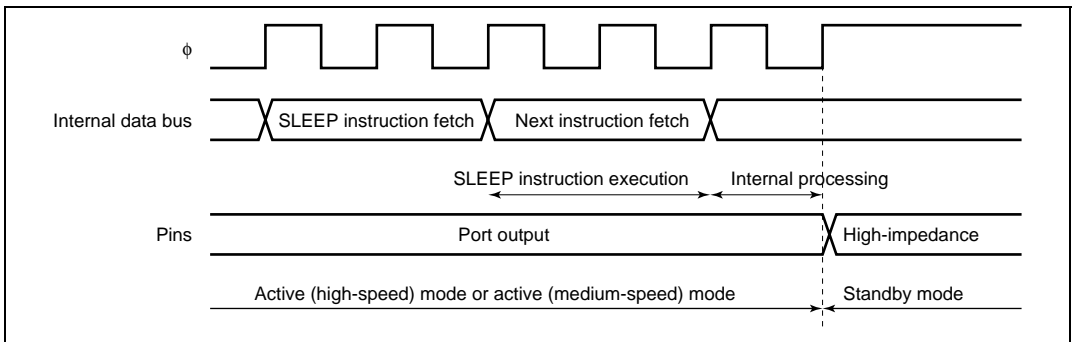 φ
Internal data bus
SLEEP instruction fetch
Next instruction fetch
SLEEP instruction execution
Internal processing
Pins
Port output
High-impedance
Active (high-speed) mode or active (medium-speed) mode
Standby mode